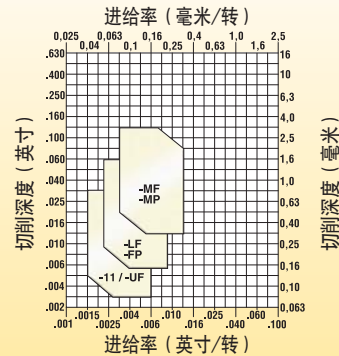 进给率（毫米/转）
0,025 0,063 0,16 0,4 1,0 2,5
0,04 0,1 0,25 0,63 1,6
切削深度（英寸）
.630
.400
.250
.160
.100
.060
.040
.025
.016
.010
.006
.004
.002
16
10
6,3
4,0
2,5
1,6
1,0
0,63
0,40
0,25
0,16
0,10
0,063
切削深度（毫米）
-MF
-MP
-LF
-FP
-11 / -UF
.0015 .004 .010 .025 .060
.001 .0025 .006 .016 .040 .100
进给率（英寸/转）